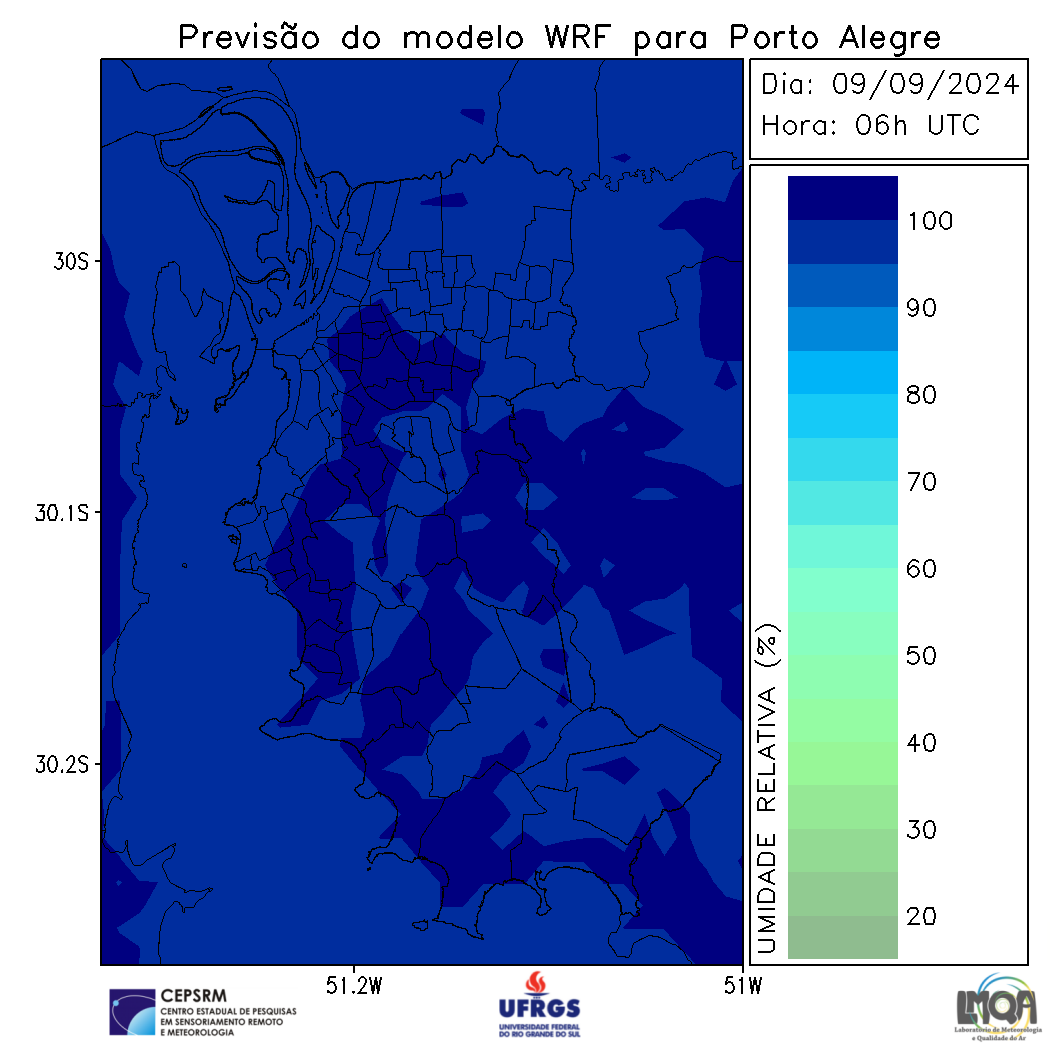 Previsão do modelo WRF para Porto Alegre
Dia: 09/09/2024
Hora: 06h UTC
100
90
80
70
60
50
40
30
20
UMIDADE RELATIVA (%)
30S
30.1S
30.2S
51.2W
51W
CEPSRM
CENTRO ESTADUAL DE PESQUISAS
EM SENSORIAMENTO REMOTO
E METEOROLOGIA
UFRGS
UNIVERSIDADE FEDERAL
DO RIO GRANDE DO SUL
LMQA
Laboratório de Meteorologia
e Qualidade do Ar